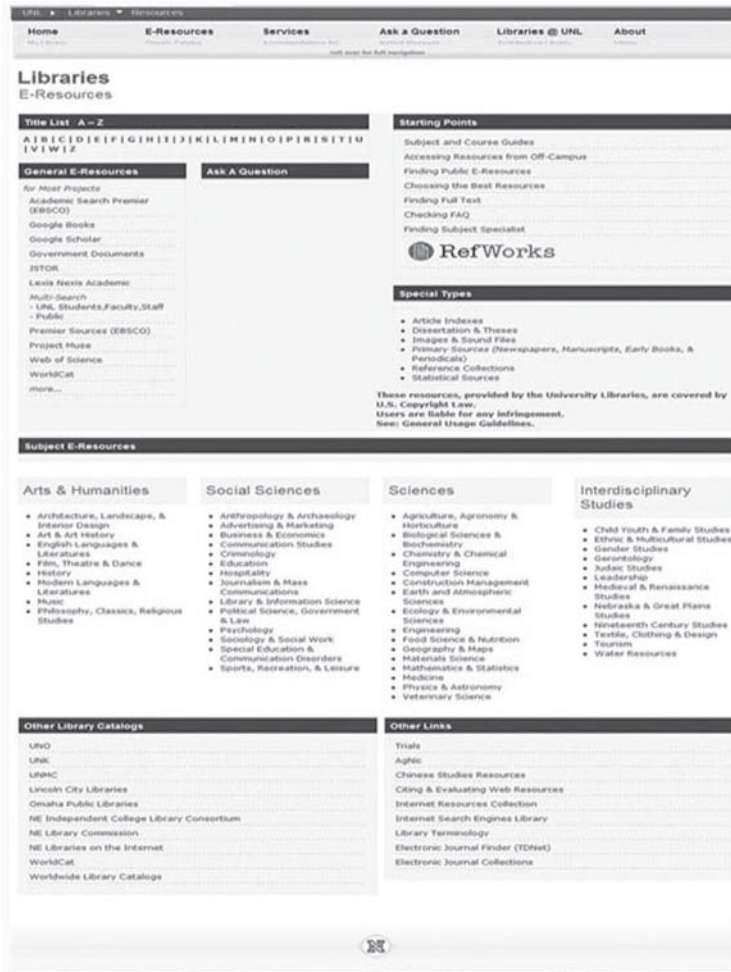 UNL ▸ Libraries ▾ Resources
Home E-Resources Services Ask a Question Libraries @ UNL About
roll over for full navigation
Libraries
E-Resources
Title List A – Z
A|B|C|D|E|F|G|H|I|J|K|L|M|N|O|P|R|S|T|U
|V|W|Z
General E-Resources
for Most Projects
Academic Search Premier
(EBSCO)
Google Books
Google Scholar
Government Documents
JSTOR
Lexis Nexis Academic
Multi-Search
- UNL Students,Faculty,Staff
- Public
Premier Sources (EBSCO)
Project Muse
Web of Science
WorldCat
more...
Ask A Question
Starting Points
Subject and Course Guides
Accessing Resources from Off-Campus
Finding Public E-Resources
Choosing the Best Resources
Finding Full Text
Checking FAQ
Finding Subject Specialist
RefWorks
Special Types
• Article Indexes
• Dissertation & Theses
• Images & Sound Files
• Primary Sources (Newspapers, Manuscripts, Early Books, &
Periodicals)
• Reference Collections
• Statistical Sources
These resources, provided by the University Libraries, are covered by
U.S. Copyright Law.
Users are liable for any infringement.
See: General Usage Guidelines.
Subject E-Resources
Arts & Humanities
• Architecture, Landscape, &
Interior Design
• Art & Art History
• English Languages &
Literatures
• Film, Theatre & Dance
• History
• Modern Languages &
Literatures
• Music
• Philosophy, Classics, Religious
Studies
Social Sciences
• Anthropology & Archaeology
• Advertising & Marketing
• Business & Economics
• Communication Studies
• Criminology
• Education
• Hospitality
• Journalism & Mass
Communications
• Library & Information Science
• Political Science, Government
& Law
• Psychology
• Sociology & Social Work
• Special Education &
Communication Disorders
• Sports, Recreation, & Leisure
Sciences
• Agriculture, Agronomy &
Horticulture
• Biological Sciences &
Biochemistry
• Chemistry & Chemical
Engineering
• Computer Science
• Construction Management
• Earth and Atmospheric
Sciences
• Ecology & Environmental
Sciences
• Engineering
• Food Science & Nutrition
• Geography & Maps
• Materials Science
• Mathematics & Statistics
• Medicine
• Physics & Astronomy
• Veterinary Science
Interdisciplinary
Studies
• Child Youth & Family Studies
• Ethnic & Multicultural Studies
• Gender Studies
• Gerontology
• Judaic Studies
• Leadership
• Medieval & Renaissance
Studies
• Nebraska & Great Plains
Studies
• Nineteenth Century Studies
• Textile, Clothing & Design
• Tourism
• Water Resources
Other Library Catalogs
UNO
UNK
UNMC
Lincoln City Libraries
Omaha Public Libraries
NE Independent College Library Consortium
NE Library Commission
NE Libraries on the Internet
WorldCat
Worldwide Library Catalogs
Other Links
Trials
AgNic
Chinese Studies Resources
Citing & Evaluating Web Resources
Internet Resources Collection
Internet Search Engines Library
Library Terminology
Electronic Journal Finder (TDNet)
Electronic Journal Collections
N